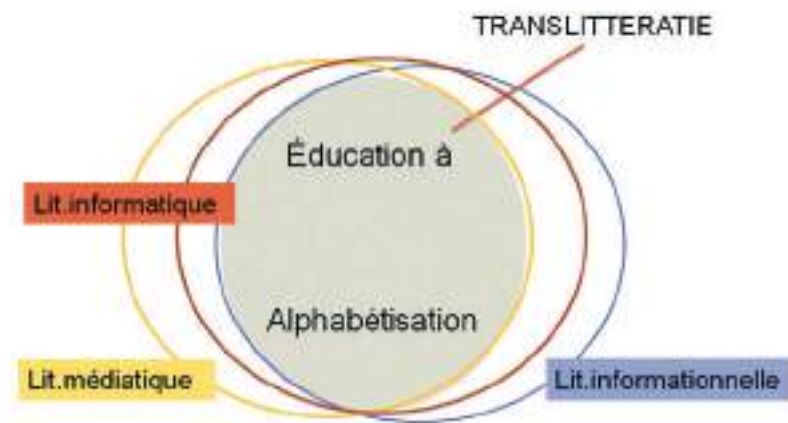 TRANSLITTERATIE
Éducation à
Lit.informatique
Alphabétisation
Lit.médiatique
Lit.informationnelle